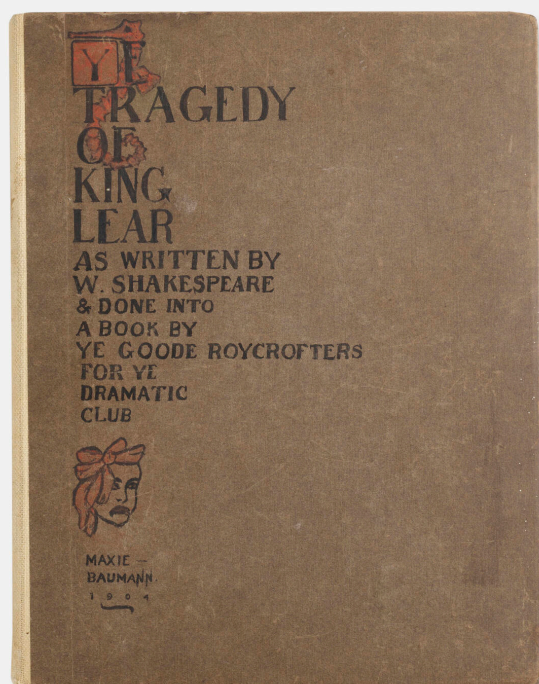 YE
TRAGEDY
OF
KING
LEAR
AS WRITTEN BY
W. SHAKESPEARE
& DONE INTO
A BOOK BY
YE GOODE ROYCROFTERS
FOR YE
DRAMATIC
CLUB
MAXIE —
BAUMANN
1904